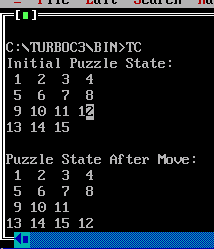 File Edit Search Ru
[■]
C:\TURBOC3\BIN>TC
Initial Puzzle State:
1 2 3 4
5 6 7 8
9 10 11 12
13 14 15
Puzzle State After Move:
1 2 3 4
5 6 7 8
9 10 11
13 14 15 12